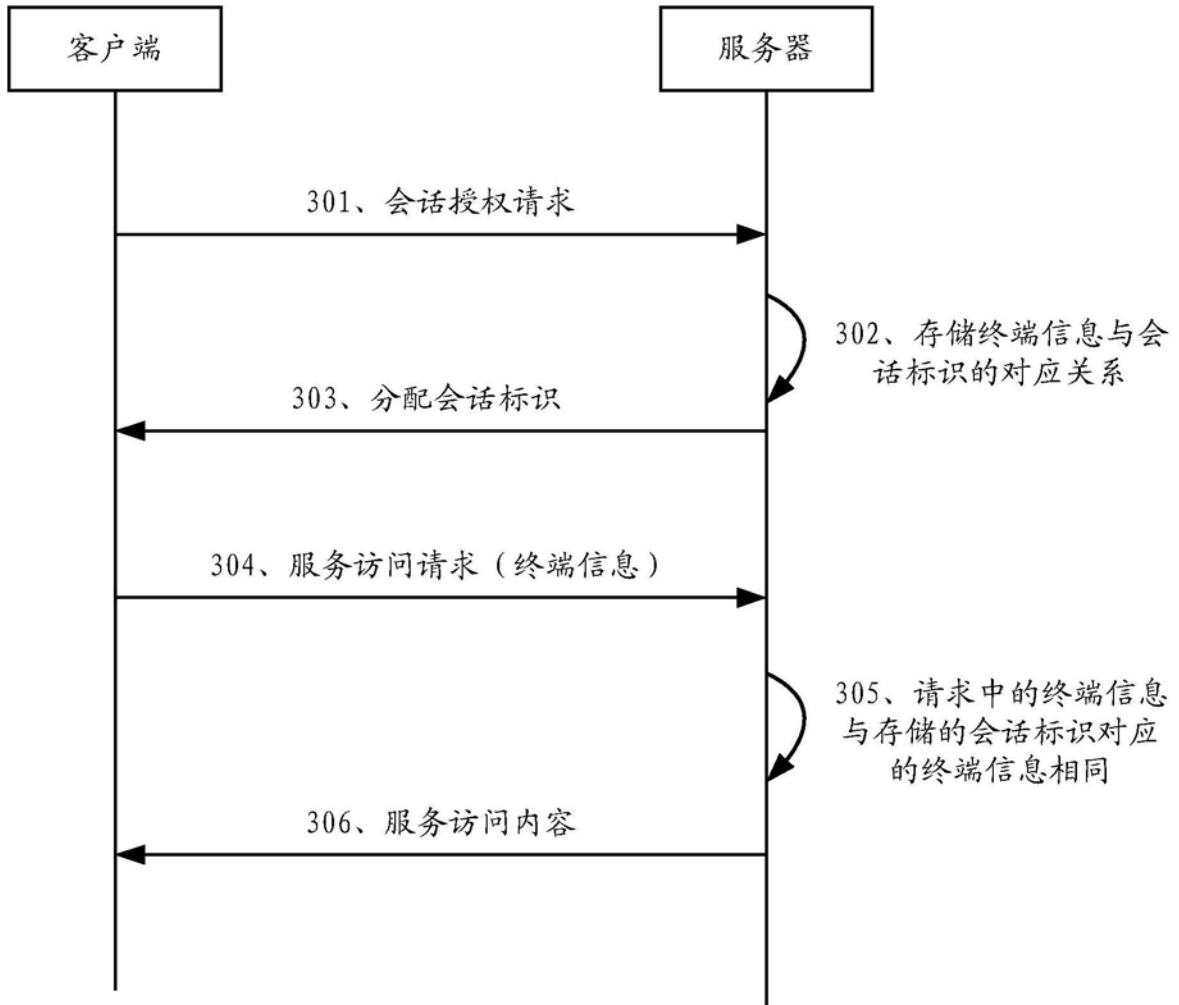 客户端
服务器
301、会话授权请求
302、存储终端信息与会
话标识的对应关系
303、分配会话标识
304、服务访问请求（终端信息）
305、请求中的终端信息
与存储的会话标识对应
的终端信息相同
306、服务访问内容